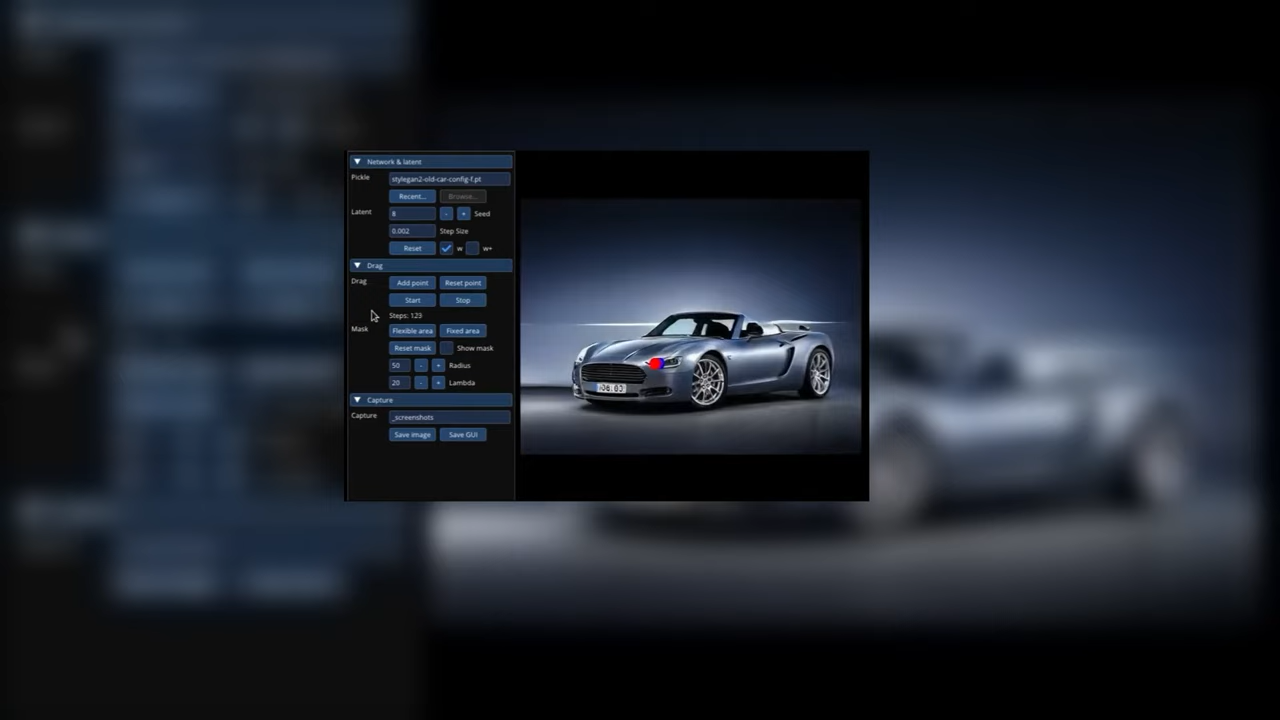 Network & latent
Pickle stylegan2-old-car-config-f.pt
Recent... Browse...
Latent 8 - + Seed
0.002 Step Size
Reset w w+
Drag
Drag Add point Reset point
Start Stop
Steps: 123
Mask Flexible area Fixed area
Reset mask Show mask
50 - + Radius
20 - + Lambda
Capture
Capture _screenshots
Save image Save GUI